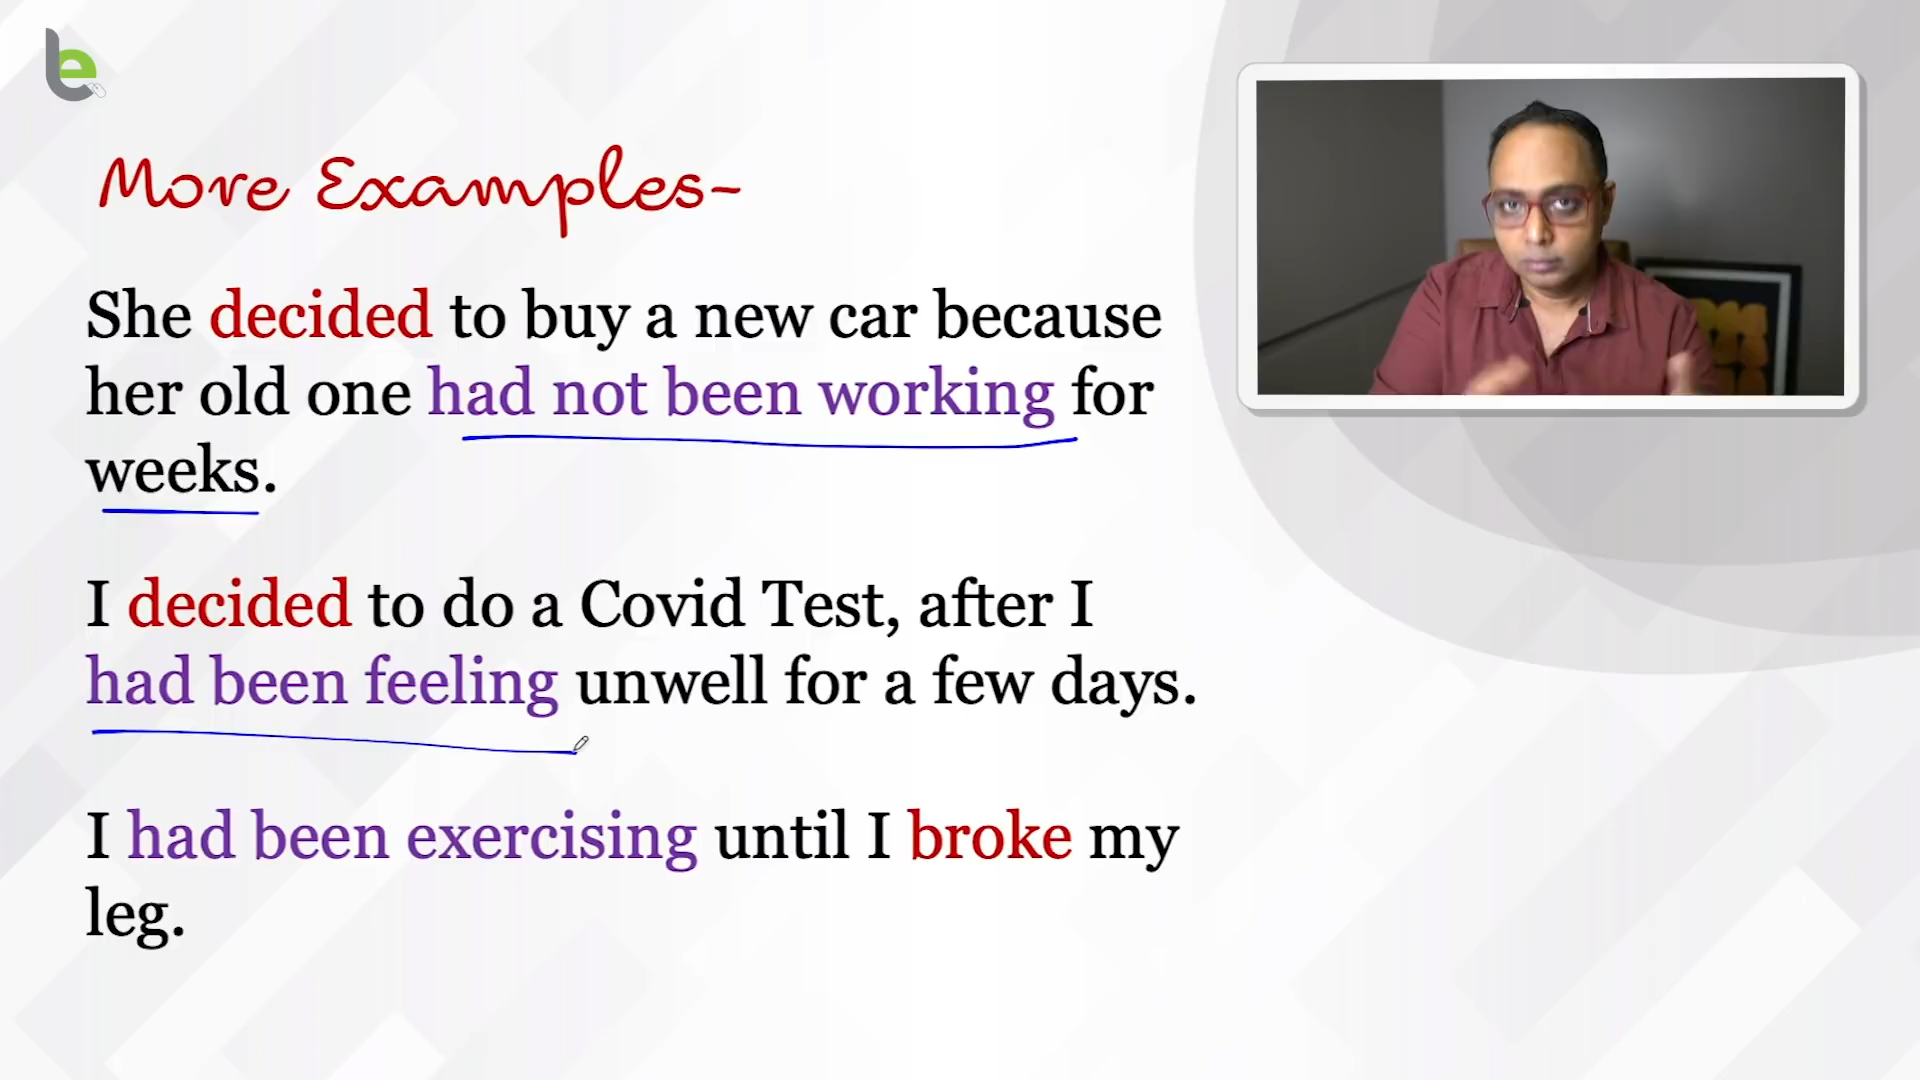 be
More Examples-
She decided to buy a new car because
her old one had not been working for
weeks.
I decided to do a Covid Test, after I
had been feeling unwell for a few days.
I had been exercising until I broke my
leg.